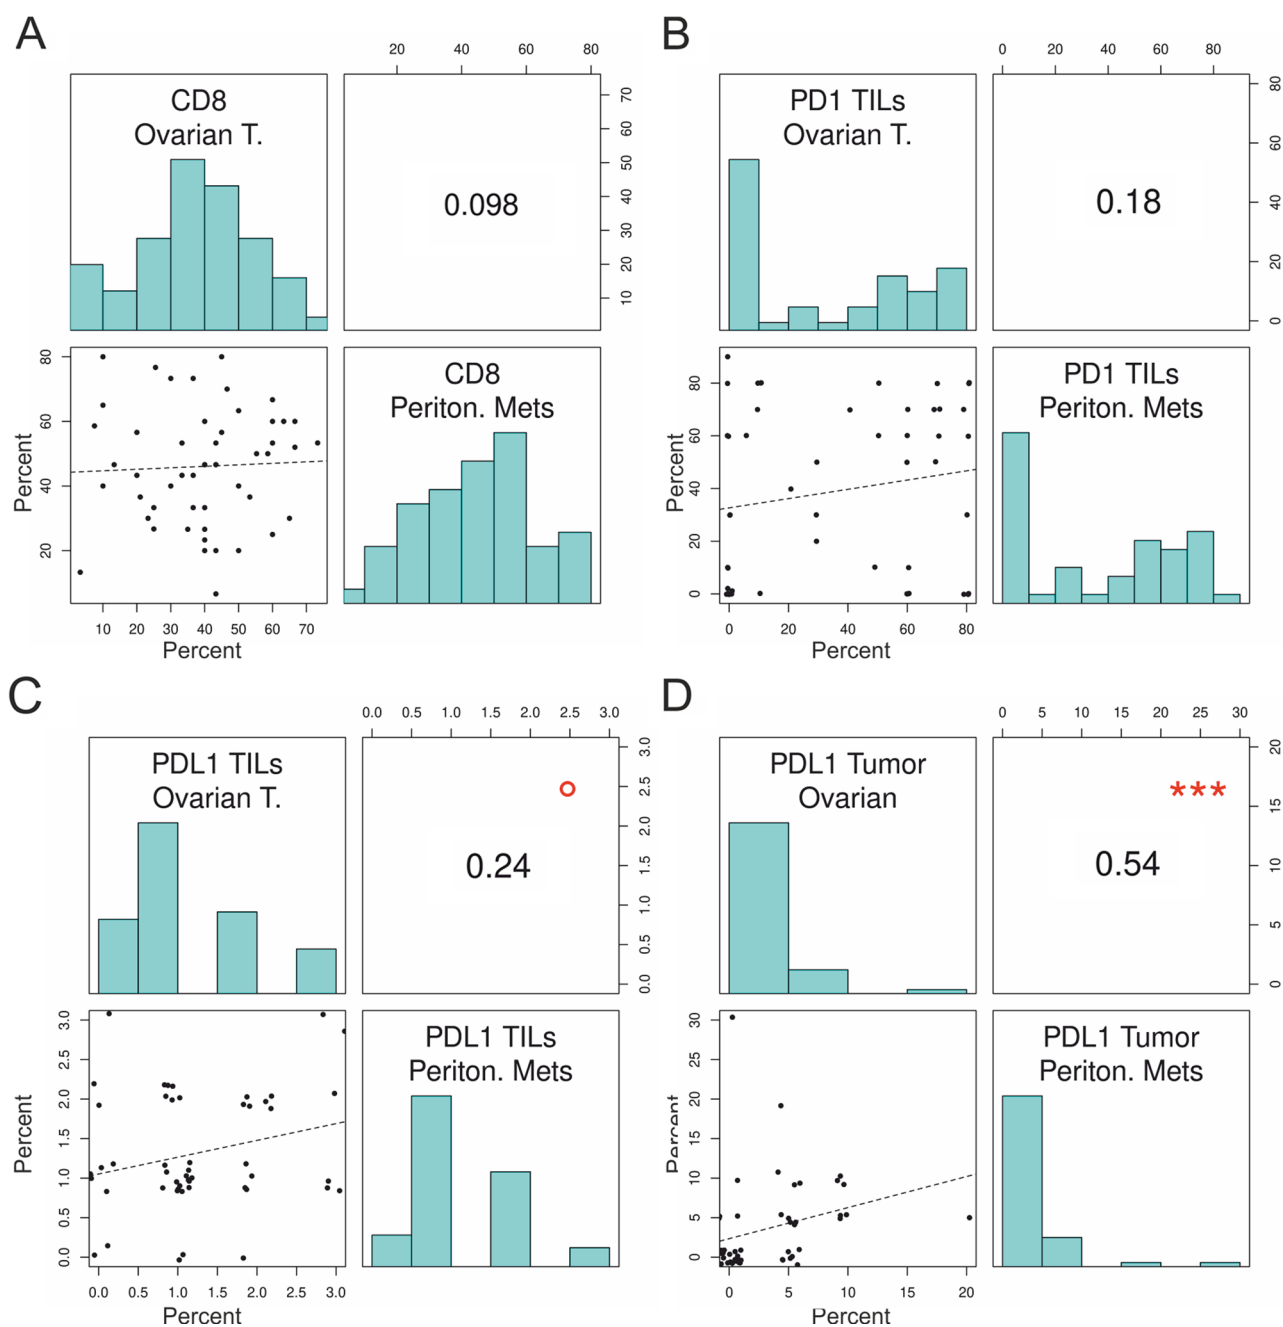 A
B
20 40 60 80
0 20 40 60 80
CD8
Ovarian T.
0.098
70
60
50
40
30
20
10
PD1 TILs
Ovarian T.
0.18
80
60
40
20
0
Percent
80
60
40
20
CD8
Periton. Mets
10 20 30 40 50 60 70
Percent
Percent
80
60
40
20
0
PD1 TILs
Periton. Mets
0 20 40 60 80
Percent
C
D
0.0 0.5 1.0 1.5 2.0 2.5 3.0
0 5 10 15 20 25 30
PDL1 TILs
Ovarian T.
0.24
3.0
2.5
2.0
1.5
1.0
0.5
0.0
PDL1 Tumor
Ovarian
***
0.54
20
15
10
5
0
Percent
3.0
2.5
2.0
1.5
1.0
0.5
0.0
PDL1 TILs
Periton. Mets
0.0 0.5 1.0 1.5 2.0 2.5 3.0
Percent
Percent
30
25
20
15
10
5
0
PDL1 Tumor
Periton. Mets
0 5 10 15 20
Percent